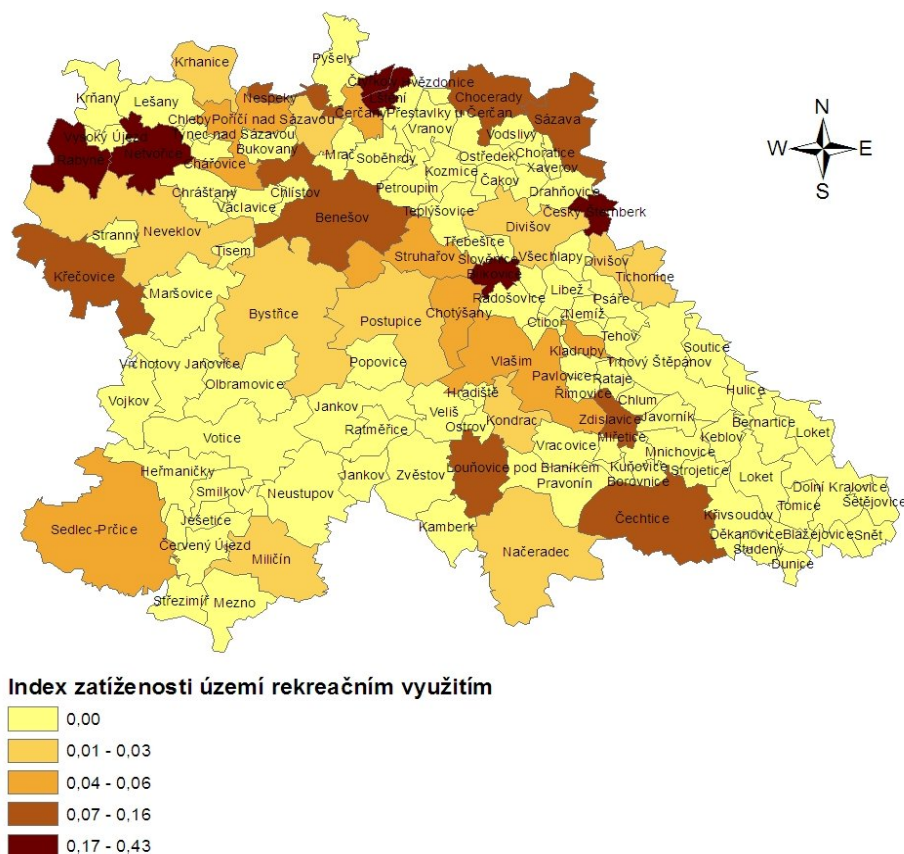 Pyšely
Krhanice
Nespeky
Chocerady
Krňany
Lešany
Sázava
N
W E
S
Čerčany
Přestavlky u Čerčan
Chleby
Poříčí nad Sázavou
Vysoký Újezd
Týnec nad Sázavou
Vranov
Vodslivy
Bukovany
Mrač
Soběhrdy
Ostředek
Choratice
Rabyně
Netvořice
Chářovice
Kozmice
Xaverov
Chrášťany
Chlístov
Petroupim
Čakov
Drahňovice
Václavice
Teplýšovice
Český Šternberk
Benešov
Divišov
Stranný
Neveklov
Třebešice
Tisem
Struhařov
Slověnice
Všechlapy
Divišov
Křečovice
Bílkovice
Tichonice
Maršovice
Radošovice
Libež
Psáře
Bystřice
Chotýšany
Němíž
Postupice
Ctiboř
Tehov
Soutice
Kladruby
Vrchotovy Janovice
Popovice
Vlašim
Trhový Štěpánov
Pavlovice
Rataje
Olbramovice
Hradiště
Římovice
Chlum
Hulice
Vojkov
Jankov
Veliš
Kondrac
Zdislavice
Javorník
Bernartice
Ratměřice
Ostrov
Miřetice
Keblov
Loket
Votice
Vracovice
Mnichovice
Heřmaničky
Jankov
Zvěstov
Louňovice pod Blaníkem
Kuňovice
Strojetice
Loket
Pravonín
Borovnice
Dolní Kralovice
Smilkov
Neustupov
Tomice
Šetějovice
Sedlec-Prčice
Ješetice
Kamberk
Čechtice
Křivsoudov
Červený Újezd
Načeradec
Děkanovice
Blažejovice
Snět
Miličín
Studený
Dunice
Střezimíř
Mezno
Index zatíženosti území rekreačním využitím
0,00
0,01 - 0,03
0,04 - 0,06
0,07 - 0,16
0,17 - 0,43